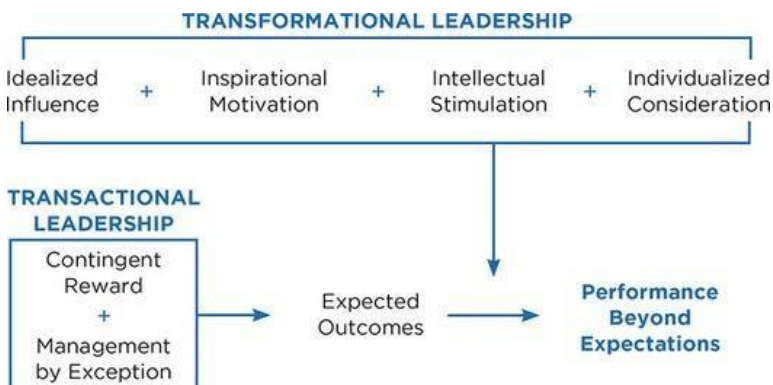 TRANSFORMATIONAL LEADERSHIP
Idealized
Influence
+
Inspirational
Motivation
+
Intellectual
Stimulation
+
Individualized
Consideration
TRANSACTIONAL
LEADERSHIP
Contingent
Reward
+
Management
by Exception
Expected
Outcomes
Performance
Beyond
Expectations